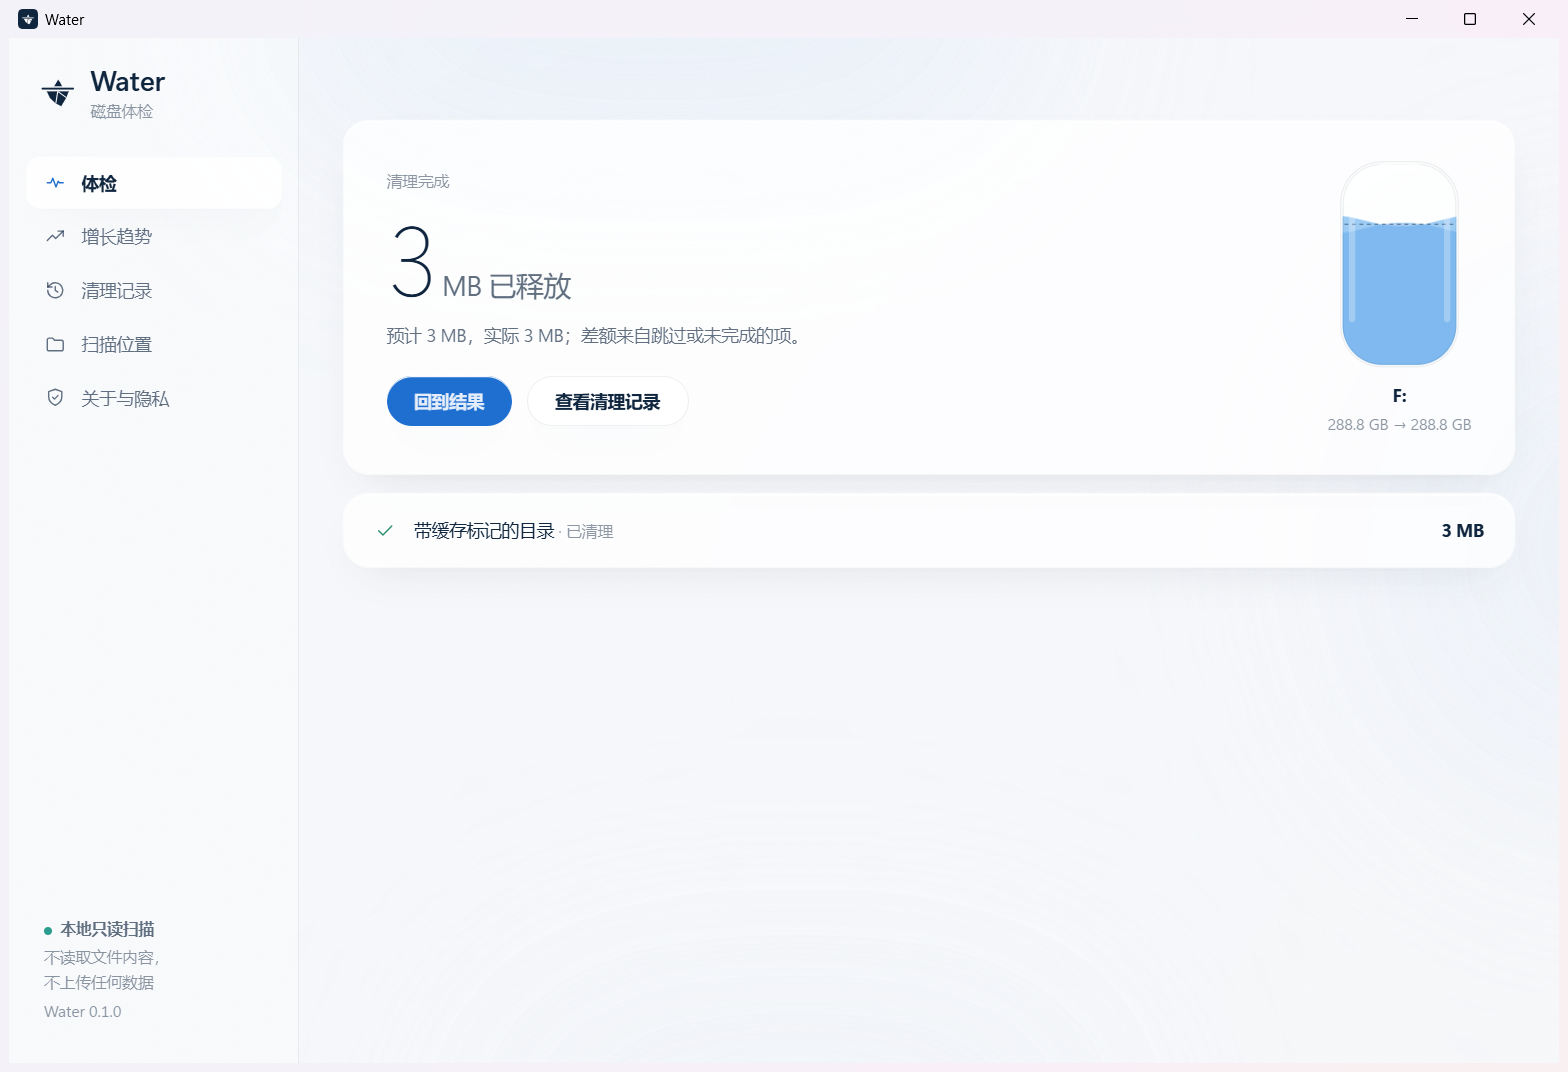 Water
Water
磁盘体检
体检
增长趋势
清理记录
扫描位置
关于与隐私
本地只读扫描
不读取文件内容，
不上传任何数据
Water 0.1.0
清理完成
3 MB 已释放
预计 3 MB，实际 3 MB；差额来自跳过或未完成的项。
回到结果
查看清理记录
F:
288.8 GB → 288.8 GB
带缓存标记的目录 · 已清理
3 MB